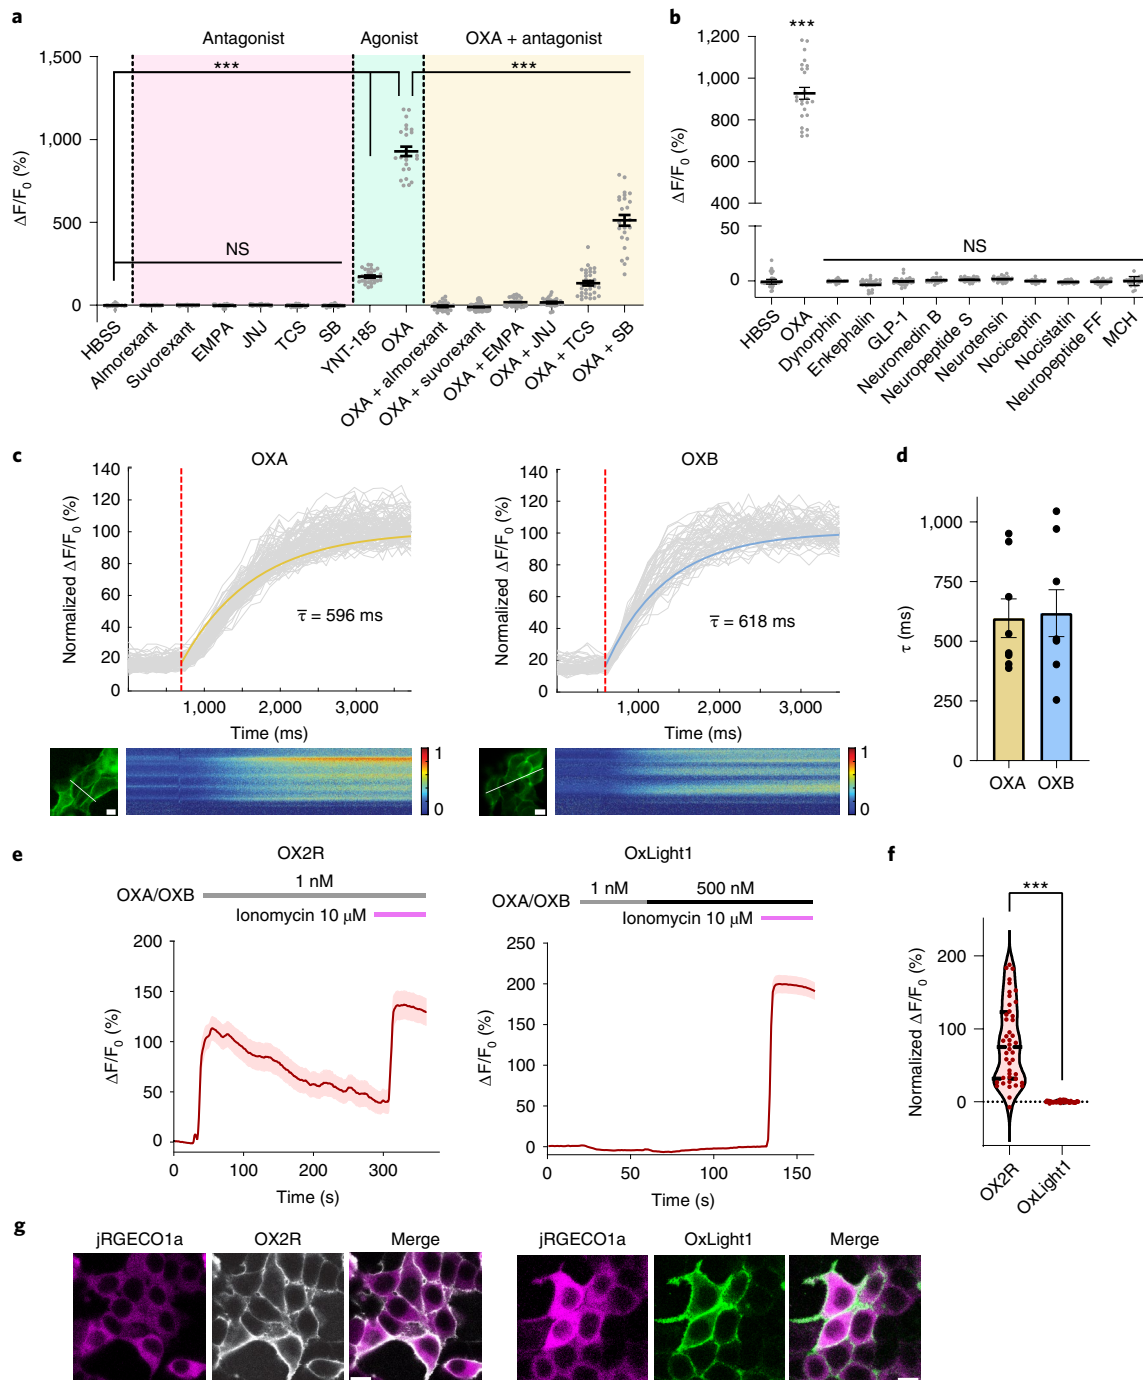 a
Antagonist
Agonist
OXA + antagonist
ΔF/F0 (%)
1,500
1,000
500
0
***
***
NS
HBSS
Almorexant
Suvorexant
EMPA
JNJ
TCS
SB
YNT-185
OXA
OXA + almorexant
OXA + suvorexant
OXA + EMPA
OXA + JNJ
OXA + TCS
OXA + SB
b
***
ΔF/F0 (%)
1,200
1,000
800
600
400
50
0
NS
HBSS
OXA
Dynorphin
Enkephalin
GLP-1
Neuromedin B
Neuropeptide S
Neurotensin
Nociceptin
Nocistatin
Neuropeptide FF
MCH
c
OXA
Normalized ΔF/F0 (%)
140
120
100
80
60
40
20
0
τ̅ = 596 ms
1,000
2,000
3,000
Time (ms)
1
0
OXB
Normalized ΔF/F0 (%)
140
120
100
80
60
40
20
0
τ̅ = 618 ms
1,000
2,000
3,000
Time (ms)
1
0
d
τ (ms)
1,000
750
500
250
0
OXA
OXB
e
OX2R
1 nM
OXA/OXB
Ionomycin 10 μM
ΔF/F0 (%)
200
150
100
50
0
0
100
200
300
Time (s)
OxLight1
1 nM
500 nM
OXA/OXB
Ionomycin 10 μM
ΔF/F0 (%)
250
200
150
100
50
0
0
50
100
150
Time (s)
f
***
Normalized ΔF/F0 (%)
200
100
0
OX2R
OxLight1
g
jRGECO1a
OX2R
Merge
jRGECO1a
OxLight1
Merge